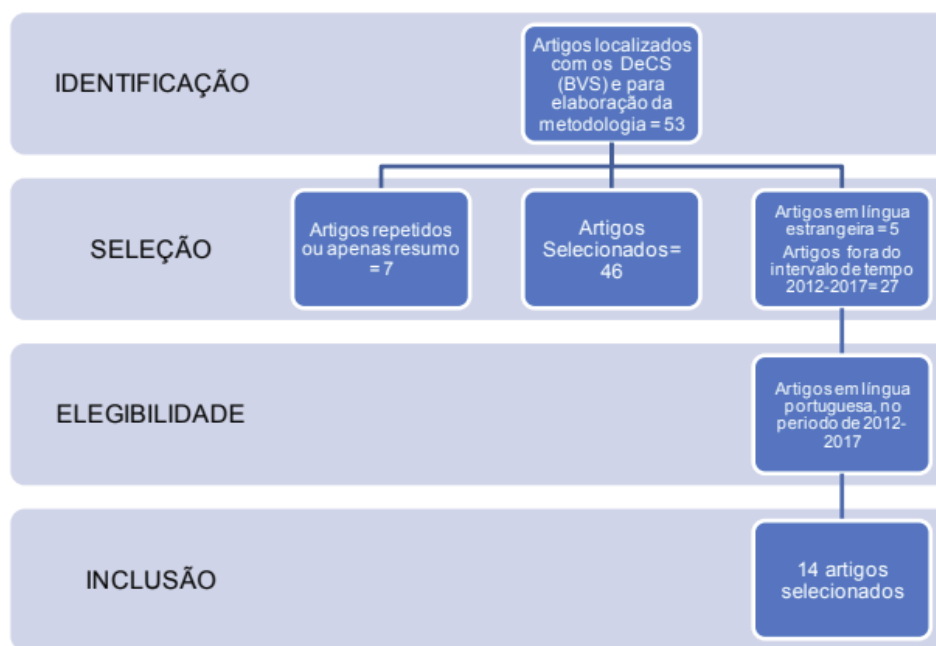 IDENTIFICAÇÃO
Artigos localizados
com os DeCS
(BVS) e para
elaboração da
metodologia = 53
SELEÇÃO
Artigos repetidos
ou apenas resumo
= 7
Artigos
Selecionados=
46
Artigos em língua
estrangeira = 5
Artigos fora do
intervalo de tempo
2012-2017= 27
ELEGIBILIDADE
Artigos em língua
portuguesa, no
periodo de 2012-
2017
INCLUSÃO
14 artigos
selecionados